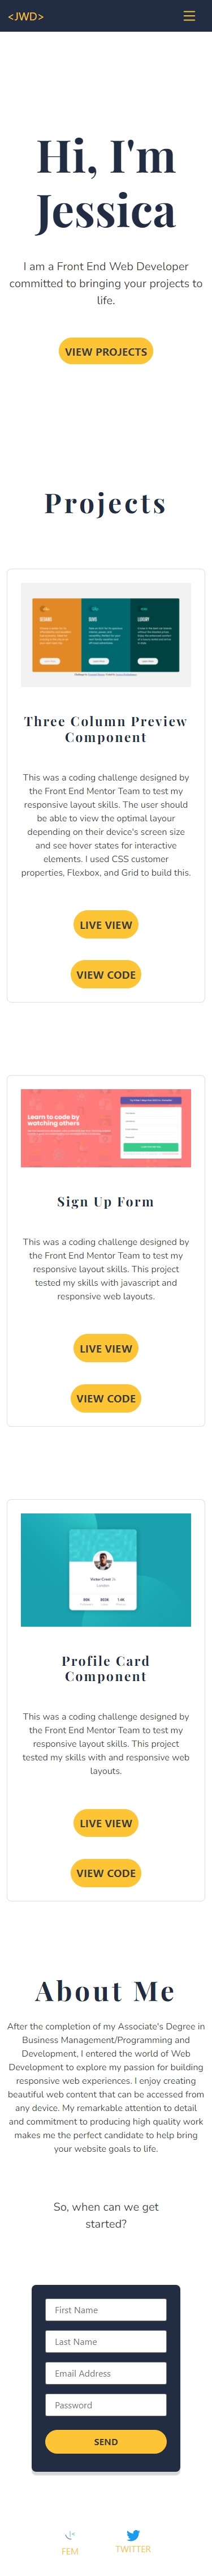 <JWD>
Hi, I'm
Jessica
I am a Front End Web Developer
committed to bringing your projects to
life.
VIEW PROJECTS
Projects
Three Column Preview
Component
This was a coding challenge designed by
the Front End Mentor Team to test my
responsive layout skills. The user should
be able to view the optimal layour
depending on their device's screen size
and see hover states for interactive
elements. I used CSS customer
properties, Flexbox, and Grid to build this.
LIVE VIEW
VIEW CODE
Learn to code by
watching others
Sign Up Form
This was a coding challenge designed by
the Front End Mentor Team to test my
responsive layout skills. This project
tested my skills with javascript and
responsive web layouts.
LIVE VIEW
VIEW CODE
Victor Crest
London
Profile Card
Component
This was a coding challenge designed by
the Front End Mentor Team to test my
responsive layout skills. This project
tested my skills with and responsive web
layouts.
LIVE VIEW
VIEW CODE
About Me
After the completion of my Associate's Degree in
Business Management/Programming and
Development, I entered the world of Web
Development to explore my passion for building
responsive web experiences. I enjoy creating
beautiful web content that can be accessed from
any device. My remarkable attention to detail
and commitment to producing high quality work
makes me the perfect candidate to help bring
your website goals to life.
So, when can we get
started?
First Name
Last Name
Email Address
Password
SEND
FEM TWITTER